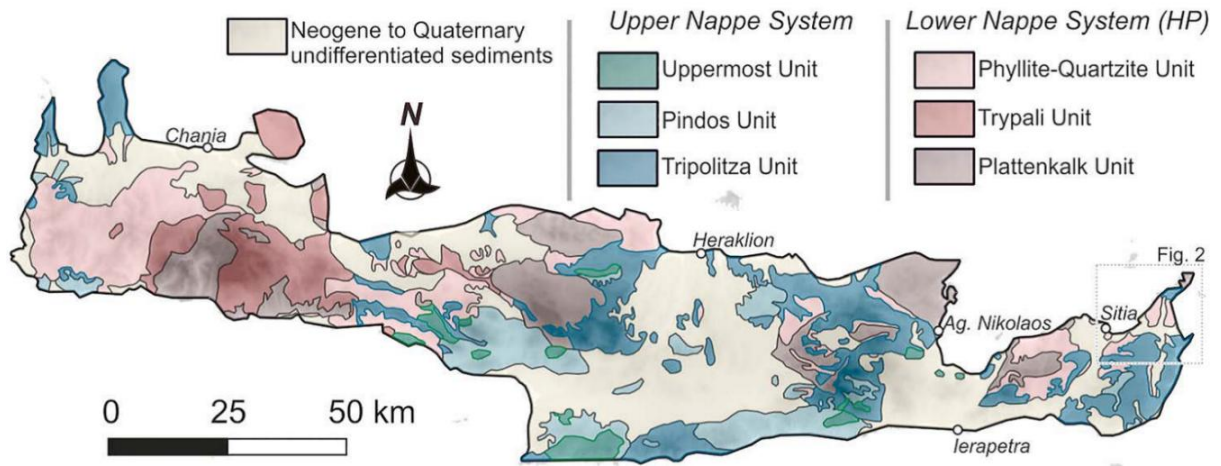 Neogene to Quaternary
undifferentiated sediments
Upper Nappe System
Uppermost Unit
Pindos Unit
Tripolitza Unit
Lower Nappe System (HP)
Phyllite-Quartzite Unit
Trypali Unit
Plattenkalk Unit
N
Chania
Heraklion
Fig. 2
Ag. Nikolaos
Sitia
Ierapetra
0 25 50 km